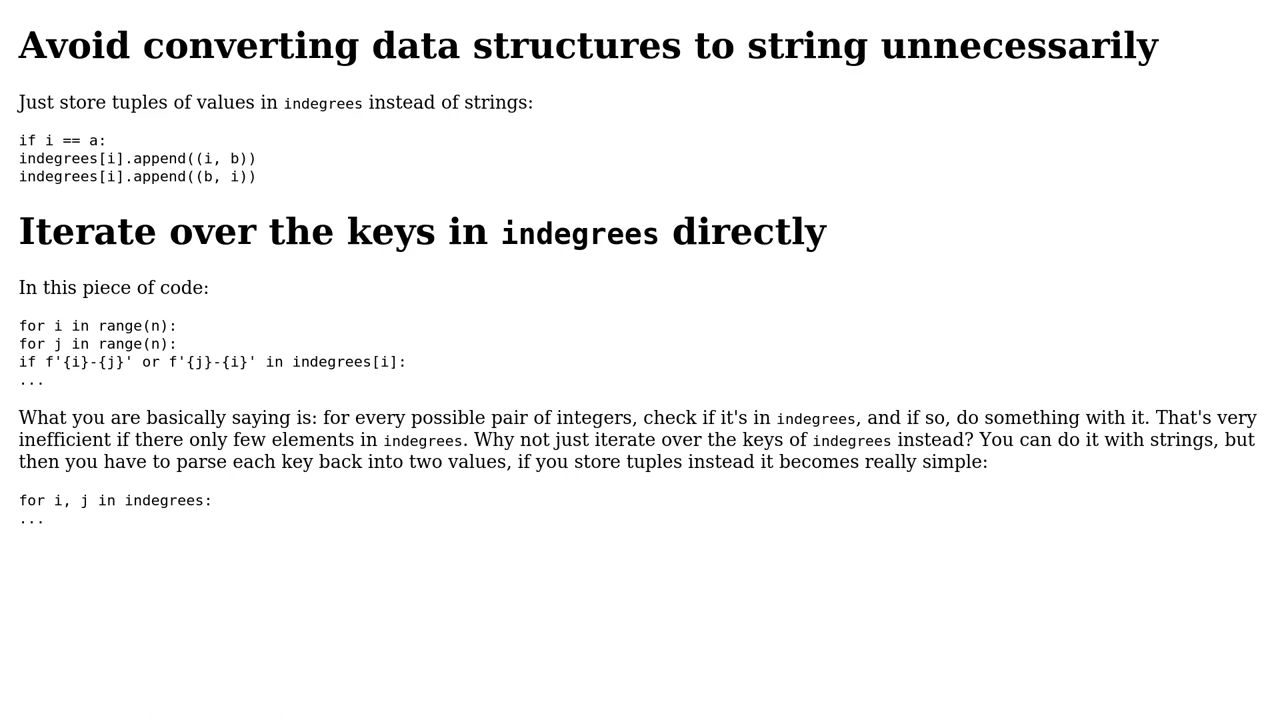 Avoid converting data structures to string unnecessarily
Just store tuples of values in indegrees instead of strings:
if i == a:
indegrees[i].append((i, b))
indegrees[i].append((b, i))
Iterate over the keys in indegrees directly
In this piece of code:
for i in range(n):
for j in range(n):
if f'{i}-{j}' or f'{j}-{i}' in indegrees[i]:
...
What you are basically saying is: for every possible pair of integers, check if it's in indegrees, and if so, do something with it. That's very
inefficient if there only few elements in indegrees. Why not just iterate over the keys of indegrees instead? You can do it with strings, but
then you have to parse each key back into two values, if you store tuples instead it becomes really simple:
for i, j in indegrees:
...